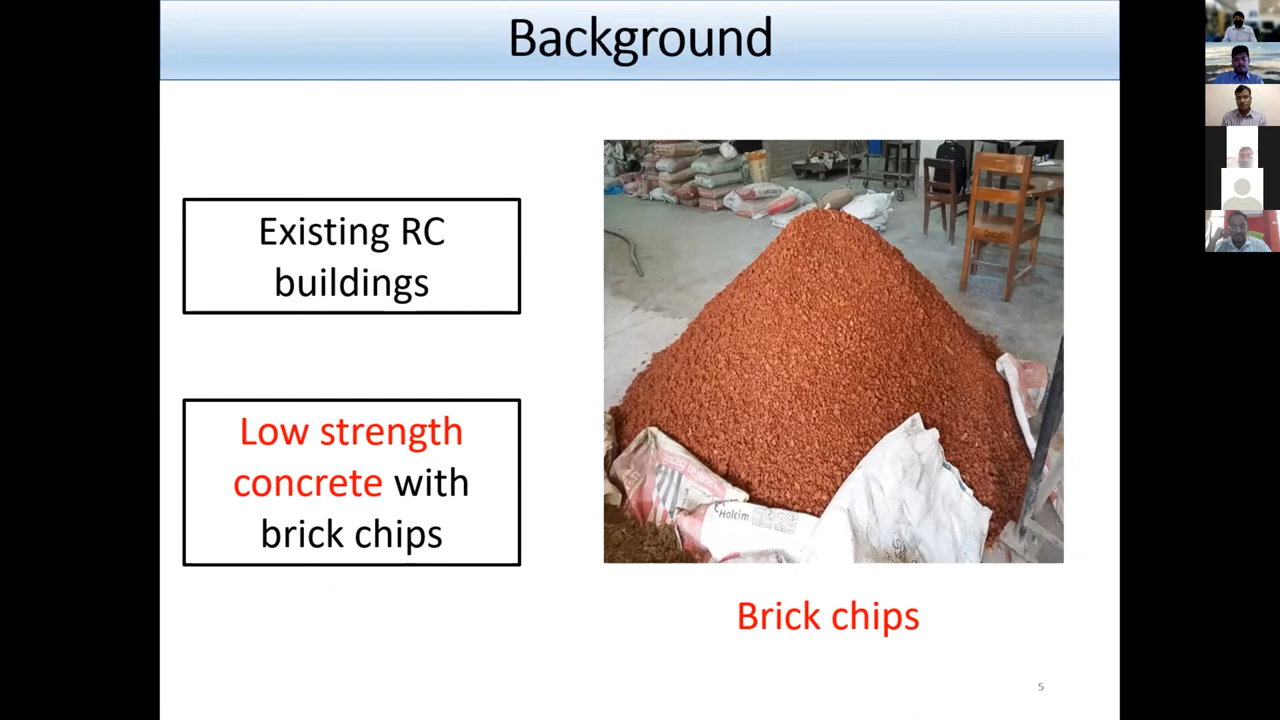 Background
Existing RC
buildings
Low strength
concrete with
brick chips
Holcim
Brick chips
5